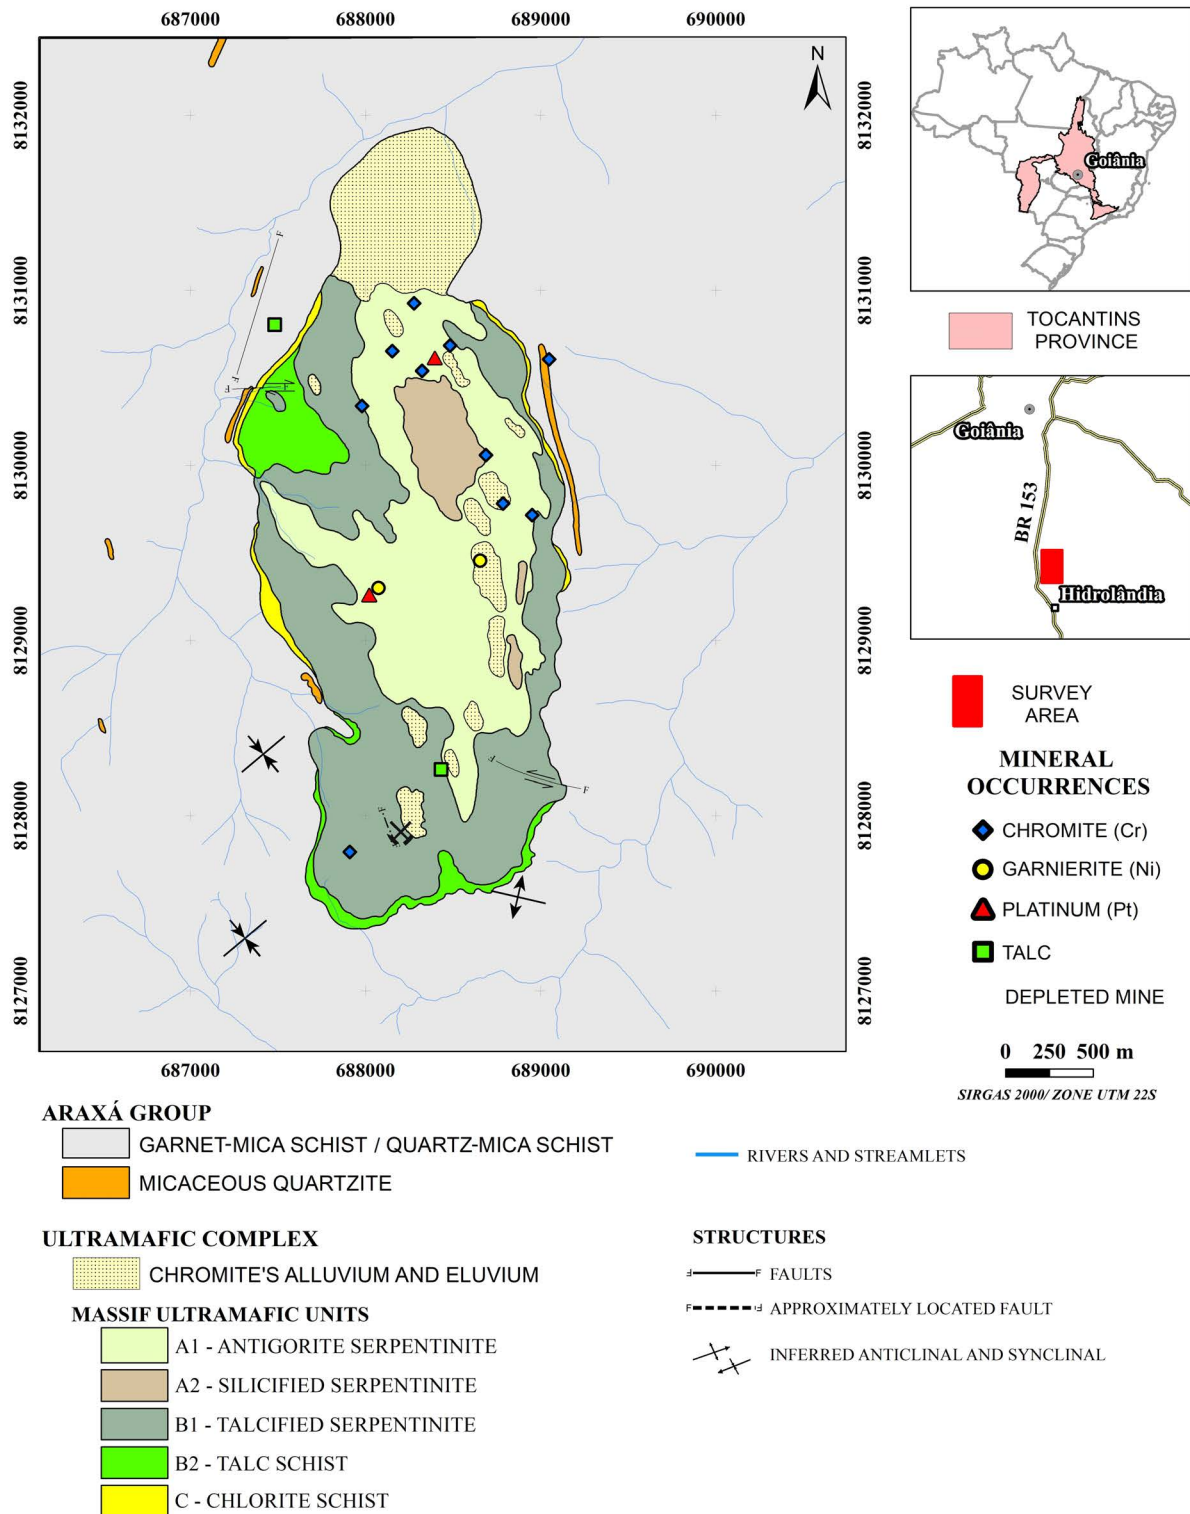 687000 688000 689000 690000
8132000
8131000
8130000
8129000
8128000
8127000
N
F
F
F
F
F
F
F
F
8132000
8131000
8130000
8129000
8128000
8127000
687000 688000 689000 690000
Goiânia
TOCANTINS
PROVINCE
Goiânia
BR 153
Hidrolândia
SURVEY
AREA
MINERAL
OCCURRENCES
CHROMITE (Cr)
GARNIERITE (Ni)
PLATINUM (Pt)
TALC
DEPLETED MINE
0 250 500 m
SIRGAS 2000/ ZONE UTM 22S
ARAXÁ GROUP
GARNET-MICA SCHIST / QUARTZ-MICA SCHIST
MICACEOUS QUARTZITE
ULTRAMAFIC COMPLEX
CHROMITE'S ALLUVIUM AND ELUVIUM
MASSIF ULTRAMAFIC UNITS
A1 - ANTIGORITE SERPENTINITE
A2 - SILICIFIED SERPENTINITE
B1 - TALCIFIED SERPENTINITE
B2 - TALC SCHIST
C - CHLORITE SCHIST
RIVERS AND STREAMLETS
STRUCTURES
F F FAULTS
F F APPROXIMATELY LOCATED FAULT
INFERRED ANTICLINAL AND SYNCLINAL